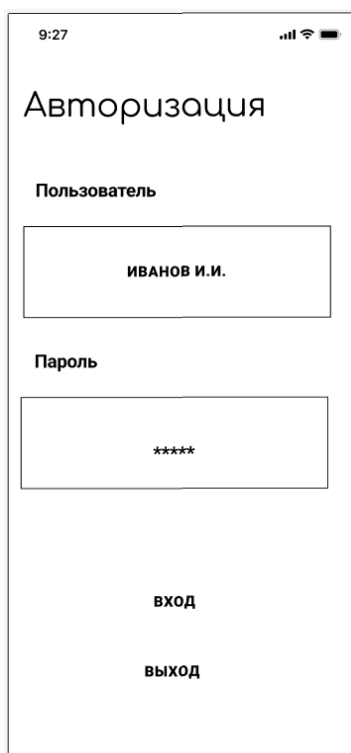 9:27
Авторизация
Пользователь
ИВАНОВ И.И.
Пароль
*****
ВХОД
ВЫХОД